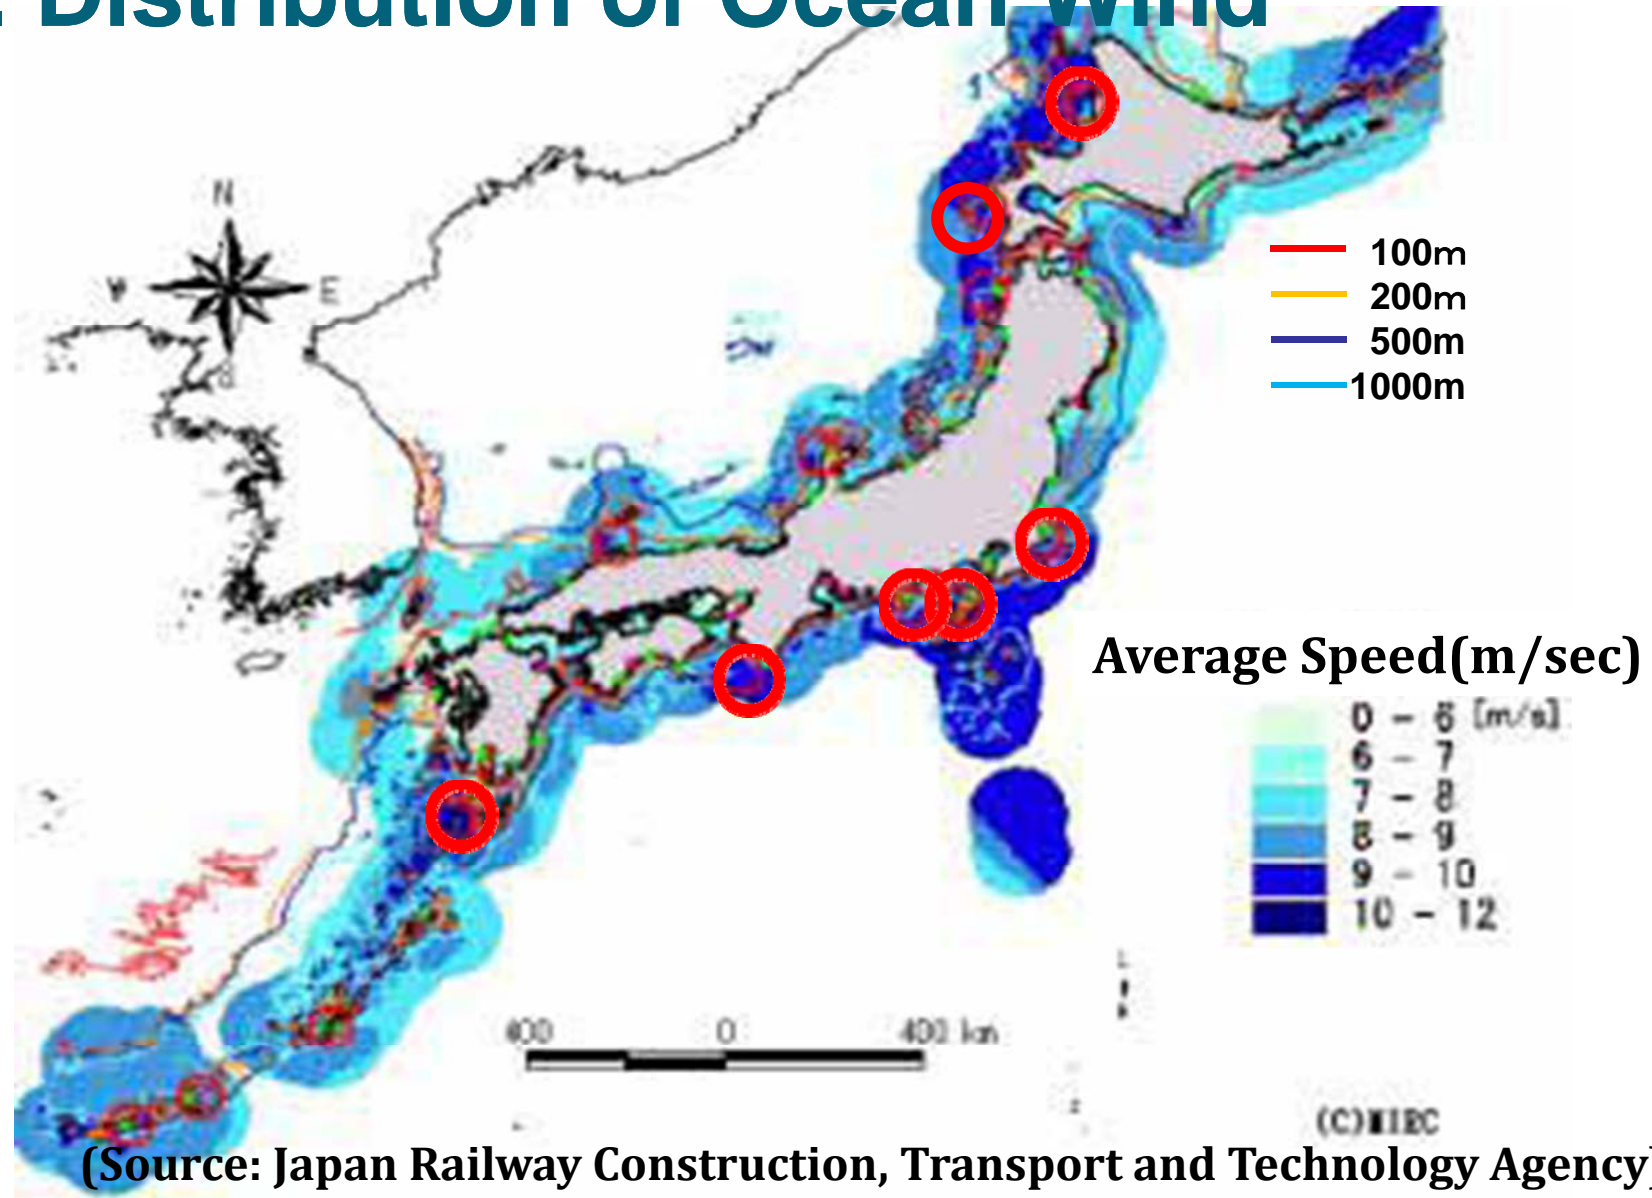 : Distribution of Ocean Wind
N
W
E
S
100m
200m
500m
1000m
Average Speed(m/sec)
0 - 6 [m/s]
6 - 7
7 - 8
8 - 9
9 - 10
10 - 12
400 0 400 km
(C)MIRC
(Source: Japan Railway Construction, Transport and Technology Agency)